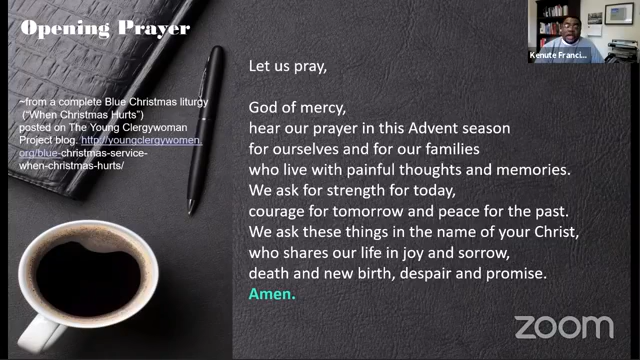 Opening Prayer
~from a complete Blue Christmas liturgy
("When Christmas Hurts")
posted on The Young Clergywoman
Project blog. http://youngclergywomen.
org/blue-christmas-service-
when-christmas-hurts/
Let us pray,
God of mercy,
hear our prayer in this Advent season
for ourselves and for our families
who live with painful thoughts and memories.
We ask for strength for today,
courage for tomorrow and peace for the past.
We ask these things in the name of your Christ,
who shares our life in joy and sorrow,
death and new birth, despair and promise.
Amen.
Kenute Franci...
zoom